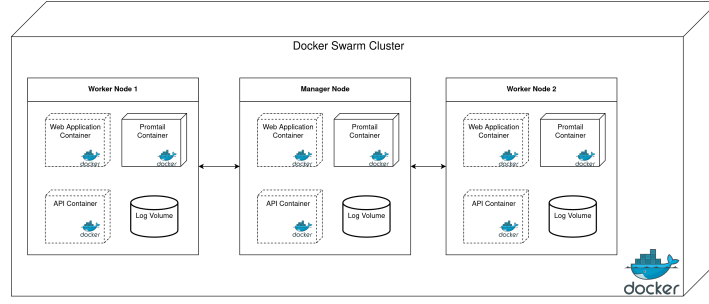 Docker Swarm Cluster
Worker Node 1
Web Application
Container
docker
Promtail
Container
docker
API Container
docker
Log Volume
Manager Node
Web Application
Container
docker
Promtail
Container
docker
API Container
docker
Log Volume
Worker Node 2
Web Application
Container
docker
Promtail
Container
docker
API Container
docker
Log Volume
docker